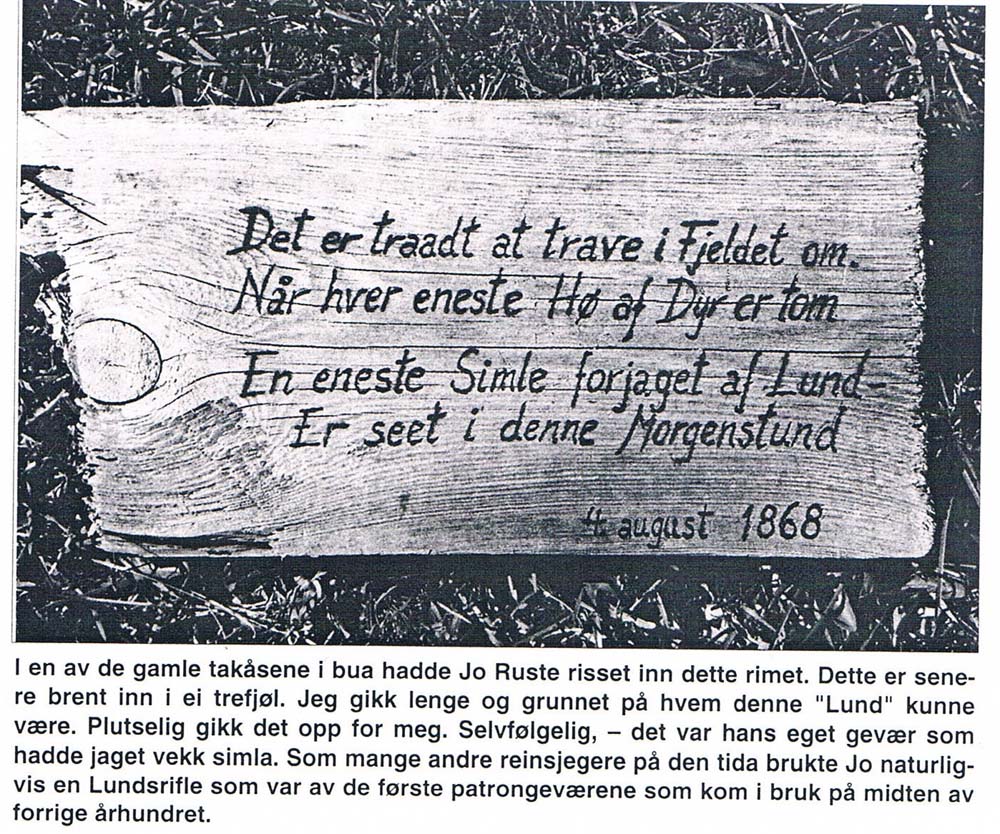 Det er traadt at trave i Fjeldet om.
Når hver eneste Hø af Dyr er tom
En eneste Simle forjaget af Lund-
Er seet i denne Morgenstund
4. august 1868
I en av de gamle takåsene i bua hadde Jo Ruste risset inn dette rimet. Dette er sene-
re brent inn i ei trefjøl. Jeg gikk lenge og grunnet på hvem denne "Lund" kunne
være. Plutselig gikk det opp for meg. Selvfølgelig, – det var hans eget gevær som
hadde jaget vekk simla. Som mange andre reinsjegere på den tida brukte Jo naturlig-
vis en Lundsrifle som var av de første patrongeværene som kom i bruk på midten av
forrige århundret.